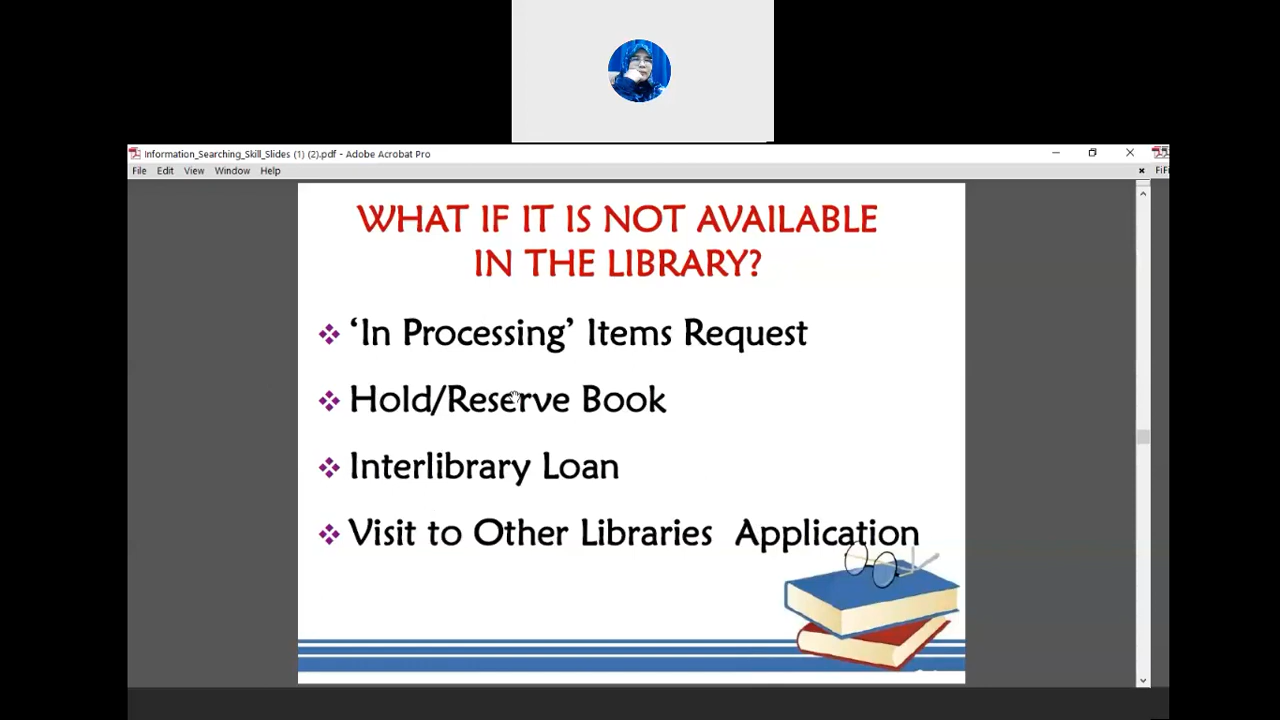 Information_Searching_Skill_Slides (1) (2).pdf - Adobe Acrobat Pro
File Edit View Window Help
WHAT IF IT IS NOT AVAILABLE
IN THE LIBRARY?
‘In Processing’ Items Request
Hold/Reserve Book
Interlibrary Loan
Visit to Other Libraries Application